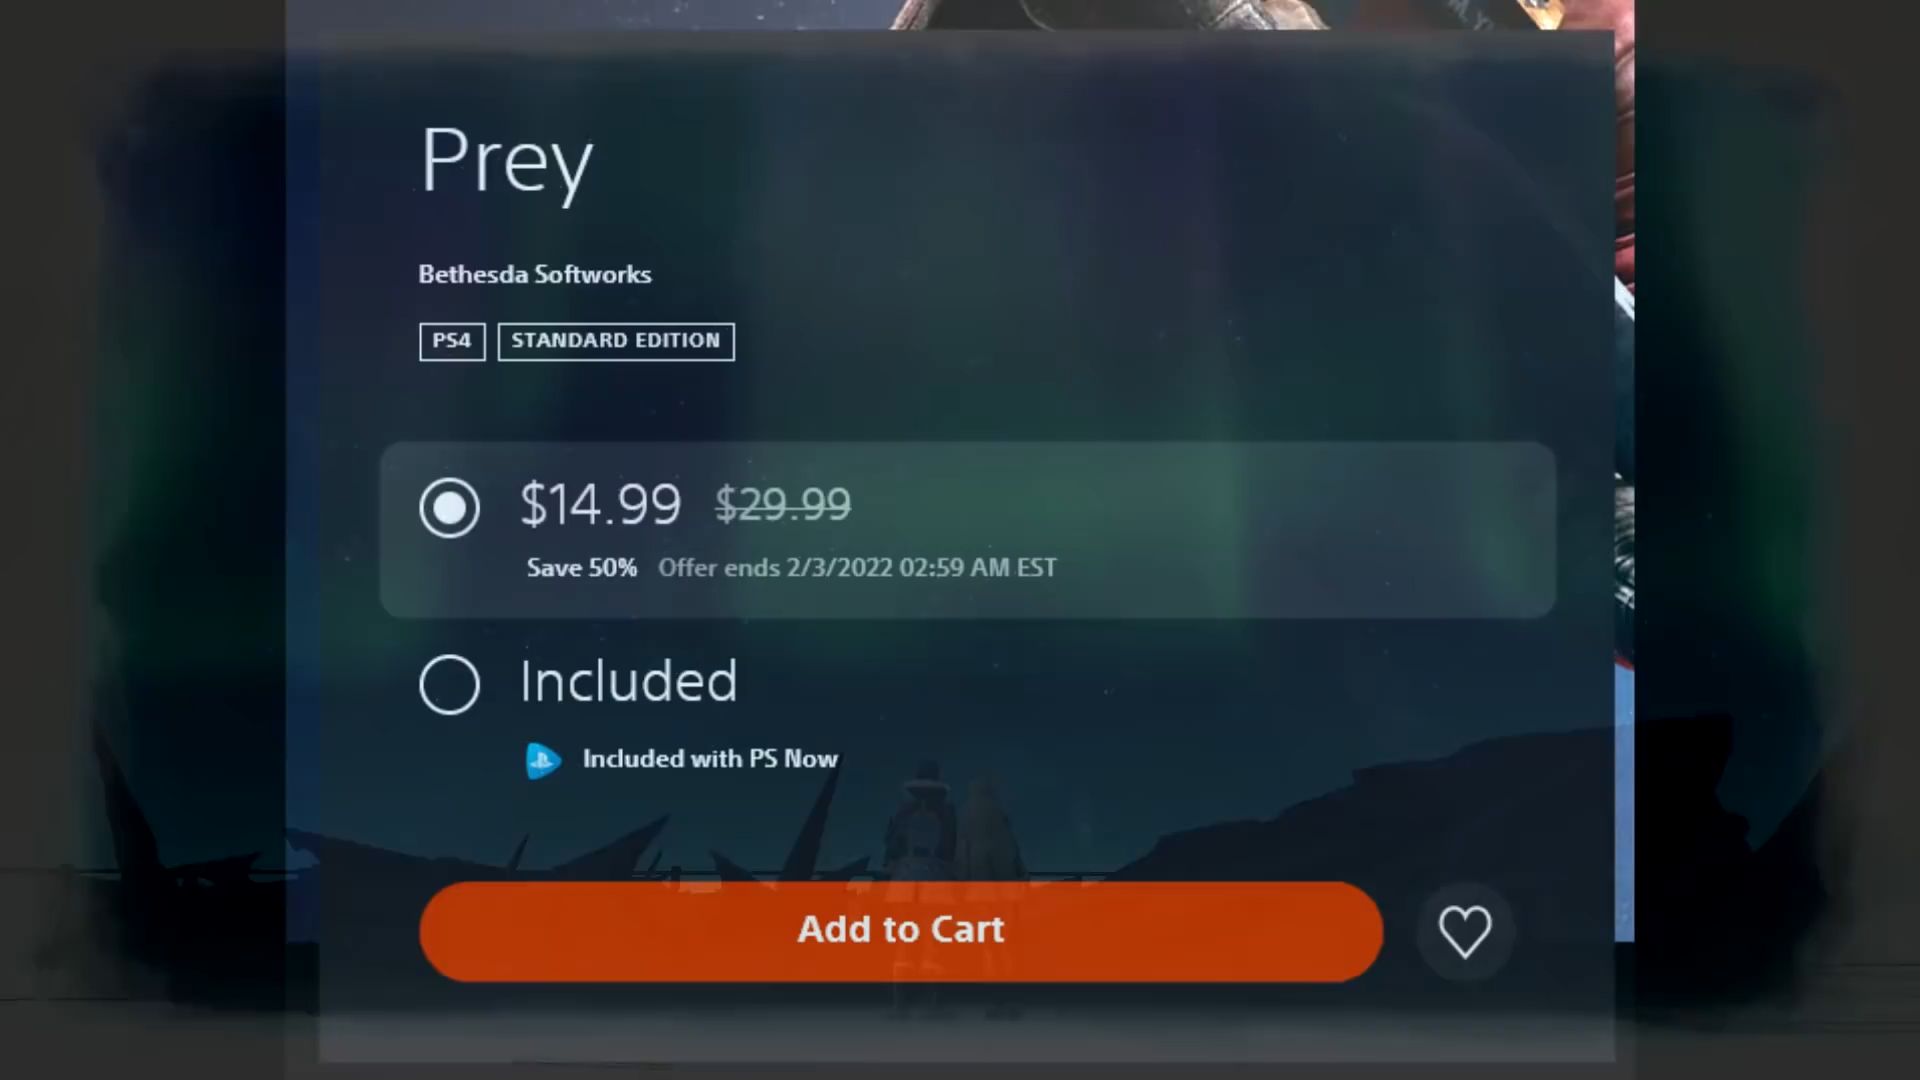 Prey
Bethesda Softworks
PS4 STANDARD EDITION
$14.99 $29.99
Save 50% Offer ends 2/3/2022 02:59 AM EST
Included
Included with PS Now
Add to Cart